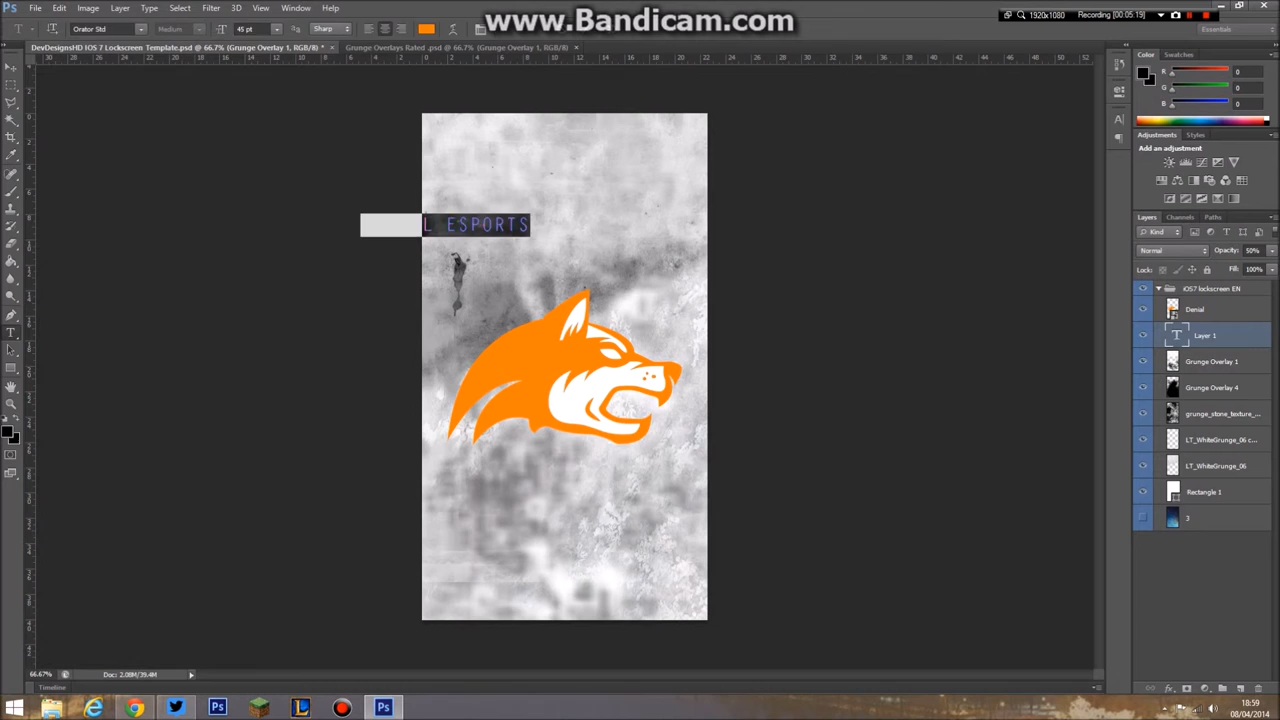 www.Bandicam.com
Ps File Edit Image Layer Type Select Filter 3D View Window Help
1920x1080 Recording [00:05:19]
T Orator Std Medium 45 pt Sharp Essentials
DevDesignsHD IOS 7 Lockscreen Template.psd @ 66.7% (Grunge Overlay 1, RGB/8) * × Grunge Overlays Rated .psd @ 66.7% (Grunge Overlay 1, RGB/8) ×
Color Swatches
R 0
G 0
B 0
Adjustments Styles
Add an adjustment
Layers Channels Paths
Kind
Normal Opacity: 50%
Lock: Fill: 100%
iOS7 lockscreen EN
Denial
Layer 1
Grunge Overlay 1
Grunge Overlay 4
grunge_stone_texture_...
LT_WhiteGrunge_06 c...
LT_WhiteGrunge_06
Rectangle 1
3
L ESPORTS
66.67% Doc: 2.08M/39.4M
Timeline
18:59
08/04/2014